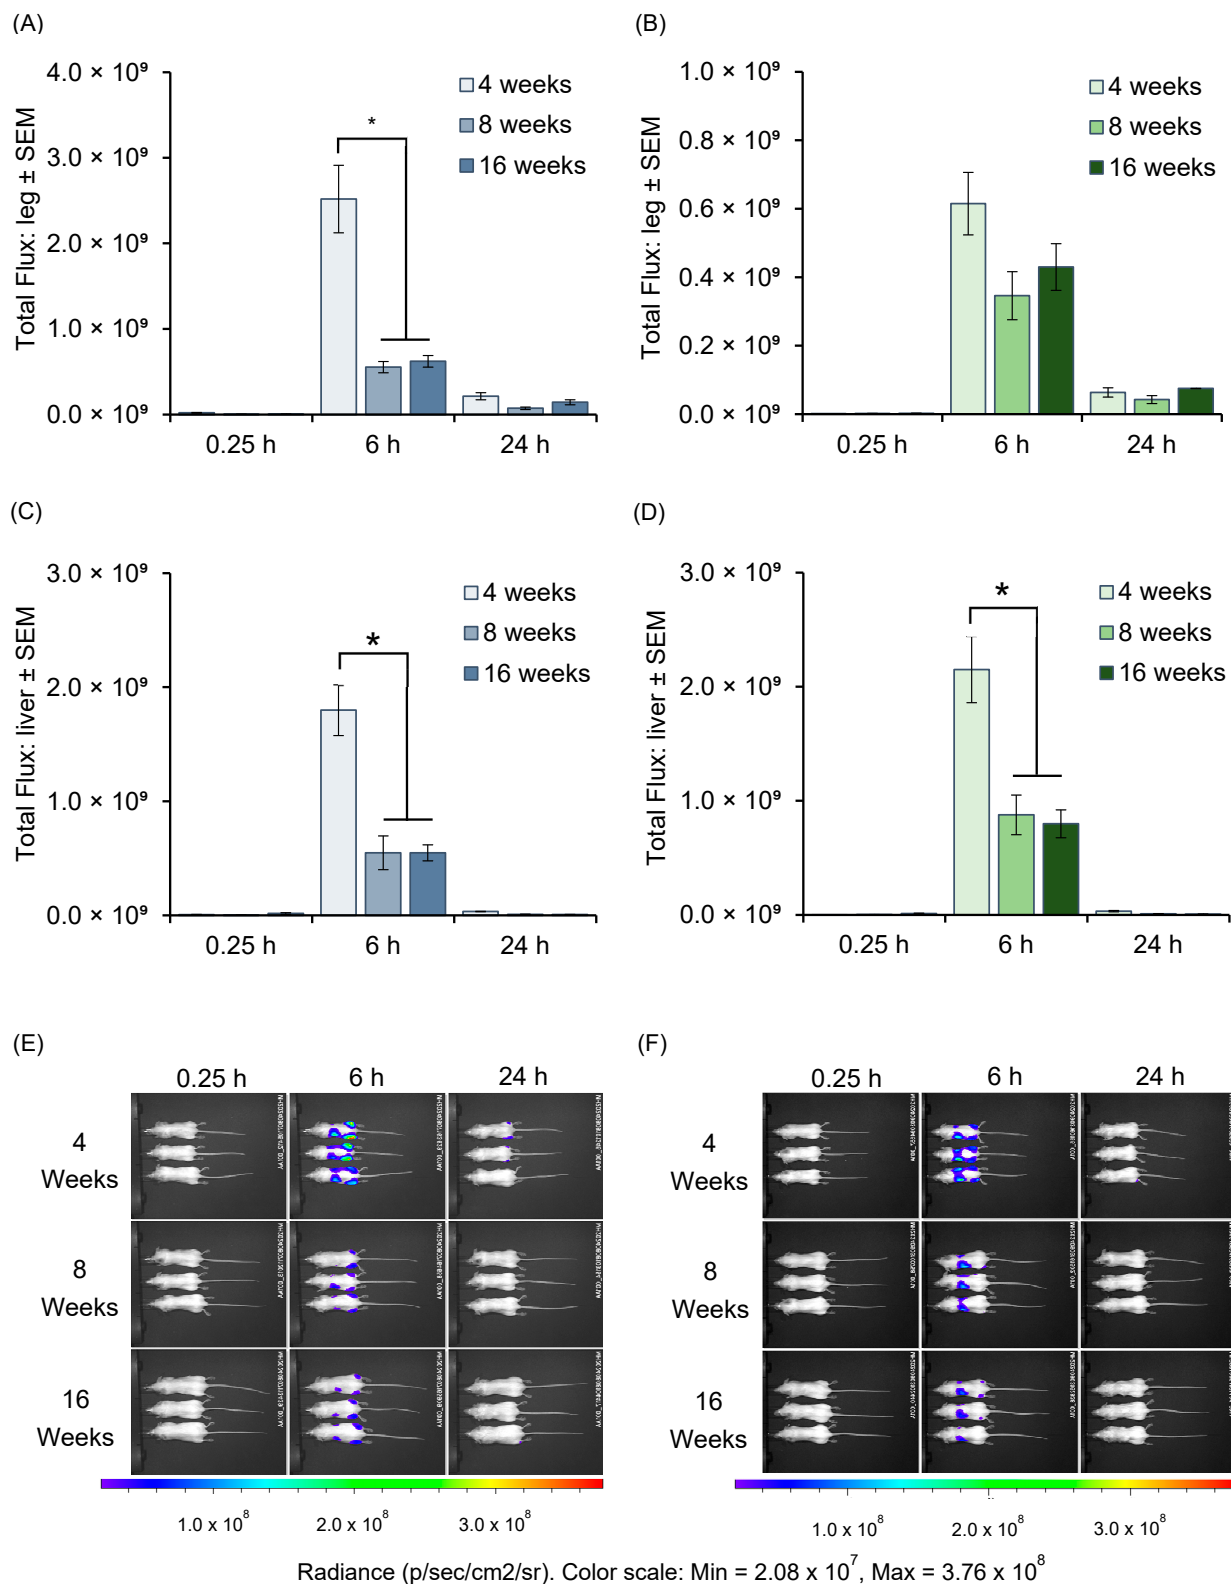 (A)
Total Flux: leg ± SEM
4.0 × 10⁹
3.0 × 10⁹
2.0 × 10⁹
1.0 × 10⁹
0.0 × 10⁹
4 weeks
8 weeks
16 weeks
*
0.25 h 6 h 24 h
(B)
Total Flux: leg ± SEM
1.0 × 10⁹
0.8 × 10⁹
0.6 × 10⁹
0.4 × 10⁹
0.2 × 10⁹
0.0 × 10⁹
4 weeks
8 weeks
16 weeks
0.25 h 6 h 24 h
(C)
Total Flux: liver ± SEM
3.0 × 10⁹
2.0 × 10⁹
1.0 × 10⁹
0.0 × 10⁹
4 weeks
8 weeks
16 weeks
*
0.25 h 6 h 24 h
(D)
Total Flux: liver ± SEM
3.0 × 10⁹
2.0 × 10⁹
1.0 × 10⁹
0.0 × 10⁹
4 weeks
8 weeks
16 weeks
*
0.25 h 6 h 24 h
(E)
0.25 h 6 h 24 h
4
Weeks
8
Weeks
16
Weeks
1.0 x 10⁸ 2.0 x 10⁸ 3.0 x 10⁸
(F)
0.25 h 6 h 24 h
4
Weeks
8
Weeks
16
Weeks
1.0 x 10⁸ 2.0 x 10⁸ 3.0 x 10⁸
Radiance (p/sec/cm2/sr). Color scale: Min = 2.08 x 10⁷, Max = 3.76 x 10⁸